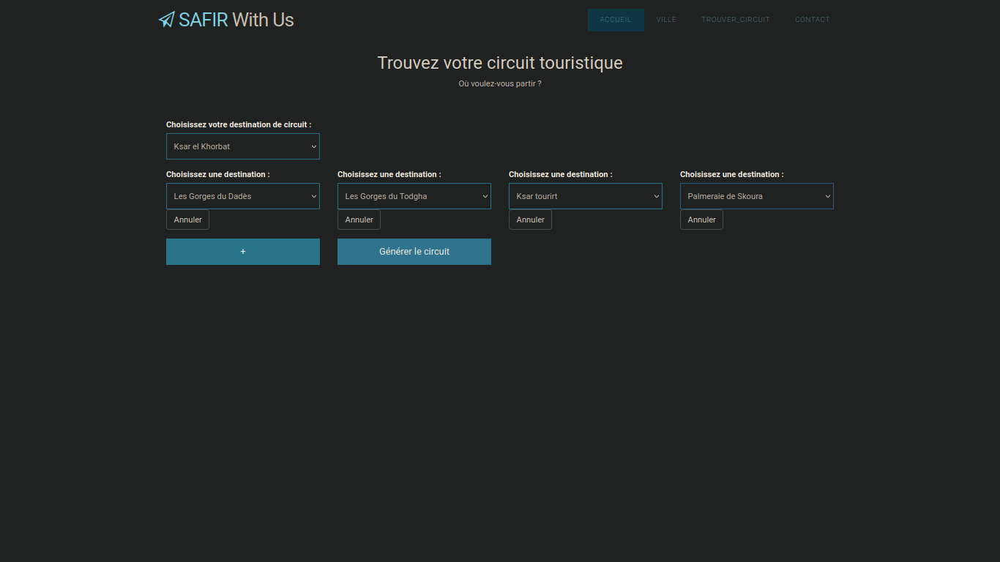 SAFIR With Us
ACCUEIL VILLE TROUVER_CIRCUIT CONTACT
Trouvez votre circuit touristique
Où voulez-vous partir ?
Choisissez votre destination de circuit :
Ksar el Khorbat
Choisissez une destination : Choisissez une destination : Choisissez une destination : Choisissez une destination :
Les Gorges du Dadès Les Gorges du Todgha Ksar tourirt Palmeraie de Skoura
Annuler Annuler Annuler Annuler
+ Générer le circuit